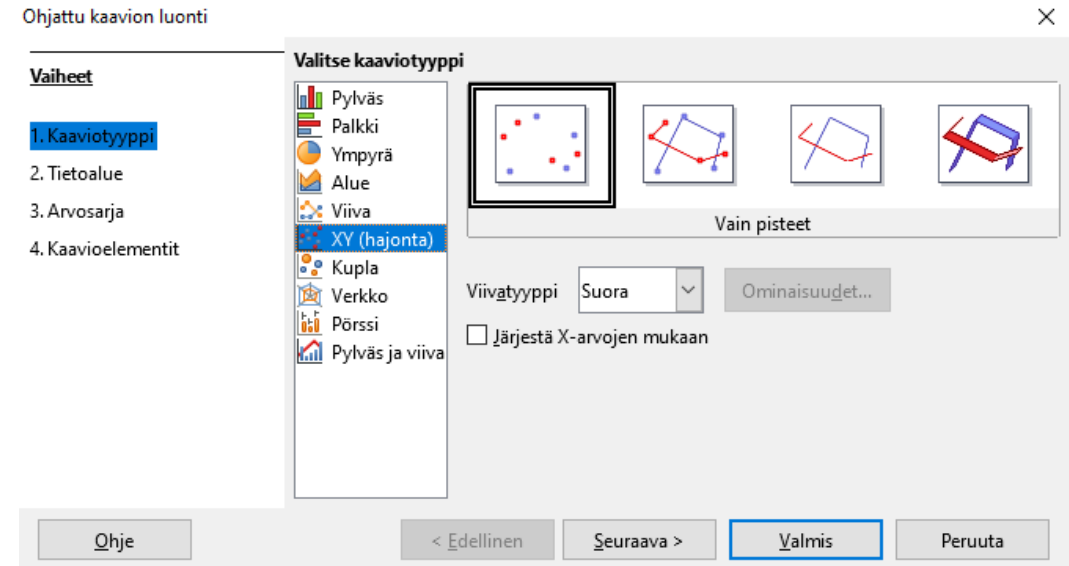 Ohjattu kaavion luonti
Vaiheet
1. Kaaviotyyppi
2. Tietoalue
3. Arvosarja
4. Kaavioelementit
Valitse kaaviotyyppi
Pylväs
Palkki
Ympyrä
Alue
Viiva
XY (hajonta)
Kupla
Verkko
Pörssi
Pylväs ja viiva
Vain pisteet
Viivatyyppi Suora Ominaisuudet...
Järjestä X-arvojen mukaan
Ohje < Edellinen Seuraava > Valmis Peruuta